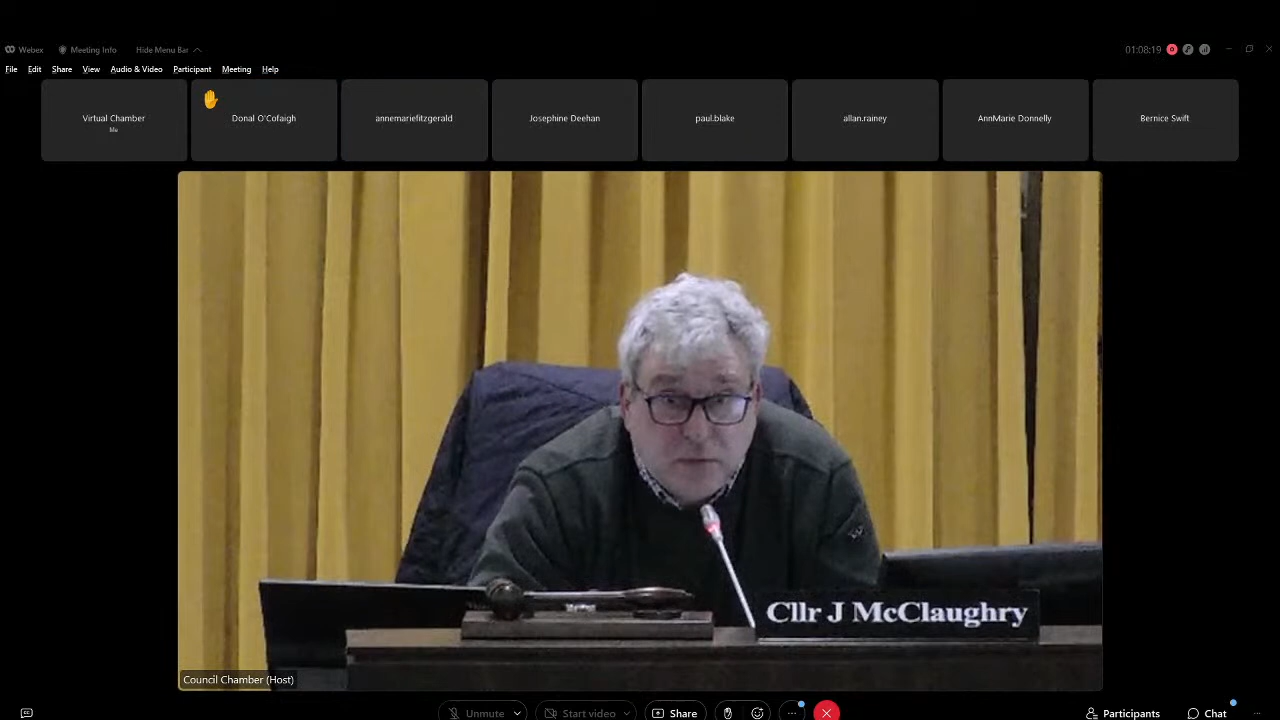 Webex
Meeting Info
Hide Menu Bar
01:08:19
File Edit Share View Audio & Video Participant Meeting Help
Virtual Chamber
Me
Donal O'Cofaigh
annemariefitzgerald
Josephine Deehan
paul.blake
allan.rainey
AnnMarie Donnelly
Bernice Swift
Cllr J McClaughry
Council Chamber (Host)
Unmute
Start video
Share
Participants
Chat